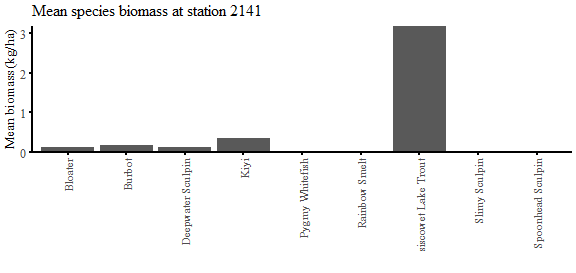 Mean species biomass at station 2141
Mean biomass (kg/ha)
3
2
1
0
Bloater
Burbot
Deepwater Sculpin
Kiyi
Pygmy Whitefish
Rainbow Smelt
siscowet Lake Trout
Slimy Sculpin
Spoonhead Sculpin